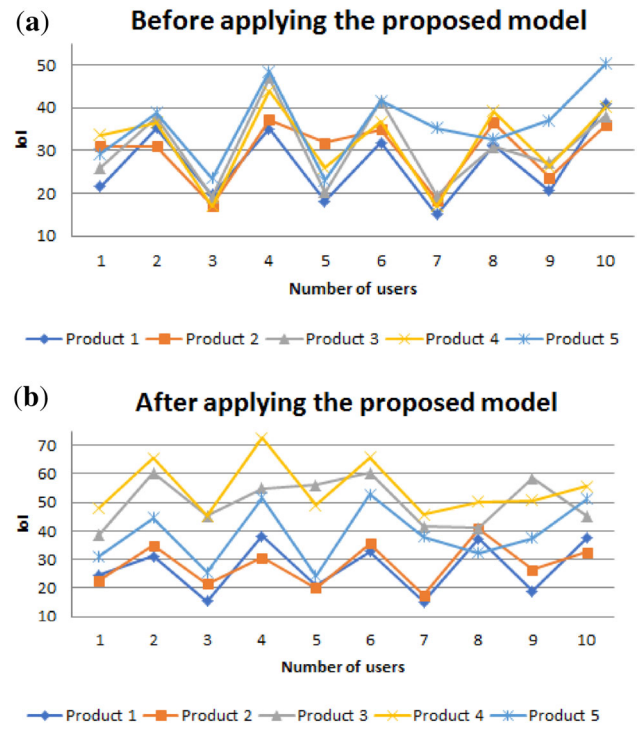 (a)
Before applying the proposed model
50
40
30
20
10
IoI
1 2 3 4 5 6 7 8 9 10
Number of users
Product 1 Product 2 Product 3 Product 4 Product 5
(b)
After applying the proposed model
70
60
50
40
30
20
10
IoI
1 2 3 4 5 6 7 8 9 10
Number of users
Product 1 Product 2 Product 3 Product 4 Product 5